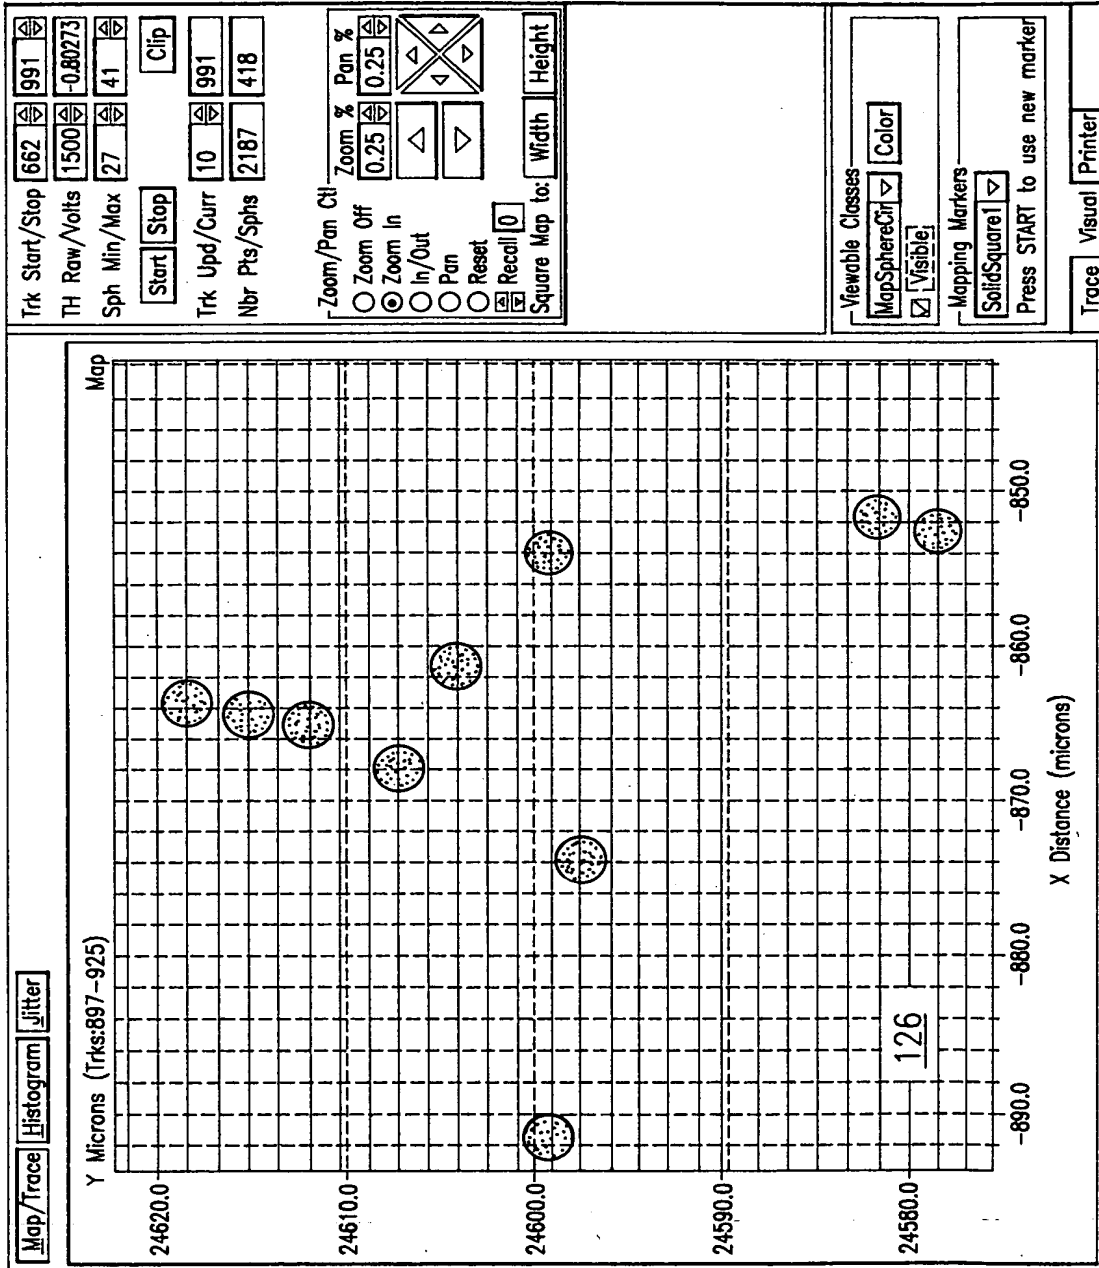 Map/Trace Histogram Jitter
Y Microns (Trks:897-925) Map
24620.0
24610.0
24600.0
24590.0
24580.0
126
-890.0 -880.0 -870.0 -860.0 -850.0
X Distance (microns)
Trk Start/Stop 662 991
TH Raw/Volts 1500 -0.80273
Sph Min/Max 27 41
Start Stop Clip
Trk Upd/Curr 10 991
Nbr Pts/Sphs 2187 418
Zoom/Pan Ctl Zoom % Pan %
Zoom Off 0.25 0.25
Zoom In
In/Out
Pan
Reset
Recall 0
Square Map to: Width Height
Viewable Classes
MapSphereCir Color
Visible
Mapping Markers
SolidSquare1
Press START to use new marker
Trace Visual Printer